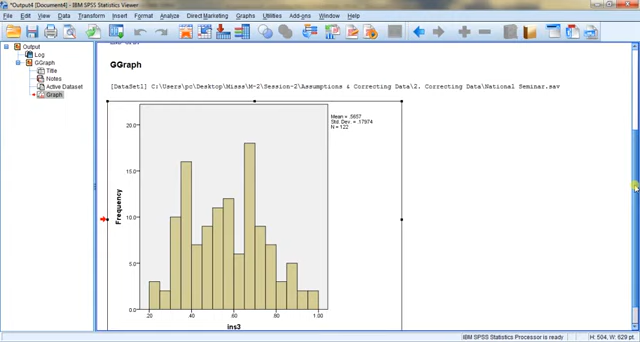 *Output4 [Document4] - IBM SPSS Statistics Viewer
File Edit View Data Transform Insert Format Analyze Direct Marketing Graphs Utilities Add-ons Window Help
Output
Log
GGraph
Title
Notes
Active Dataset
Graph
GGraph
[DataSet1] C:\Users\pc\Desktop\Misss\M-2\Session-2\Assumptions & Correcting Data\2. Correcting Data\National Seminar.sav
Mean = .5657
Std. Dev. = .17974
N = 122
20.0
15.0
10.0
5.0
0.0
Frequency
.20 .40 .60 .80 1.00
ins3
IBM SPSS Statistics Processor is ready H: 504, W: 629 pt.